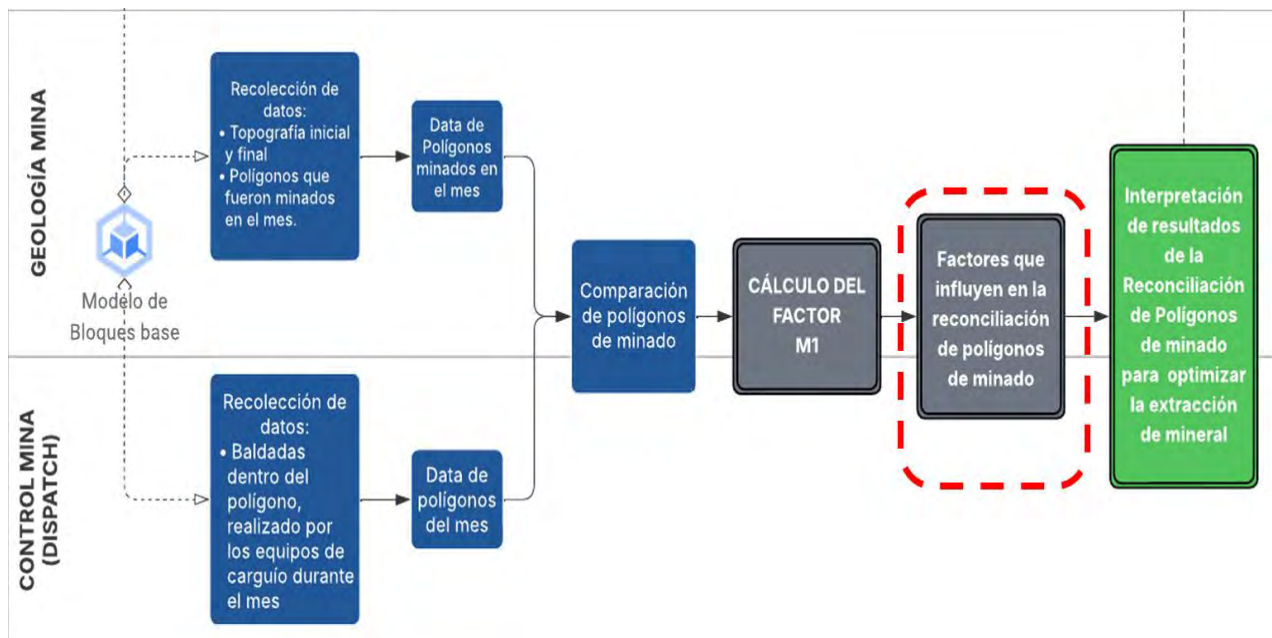 GEOLOGÍA MINA
Modelo de
Bloques base
Recolección de
datos:
• Topografía inicial
y final
• Polígonos que
fueron minados
en el mes.
Data de
Polígonos
minados en
el mes
CONTROL MINA
(DISPATCH)
Recolección de
datos:
• Baldadas
dentro del
polígono,
realizado por
los equipos de
carguío durante
el mes
Data de
polígonos
del mes
Comparación
de polígonos
de minado
CÁLCULO DEL
FACTOR
M1
Factores que
influyen en la
reconciliación
de polígonos
de minado
Interpretación
de resultados
de la
Reconciliación
de Polígonos
de minado
para optimizar
la extracción
de mineral